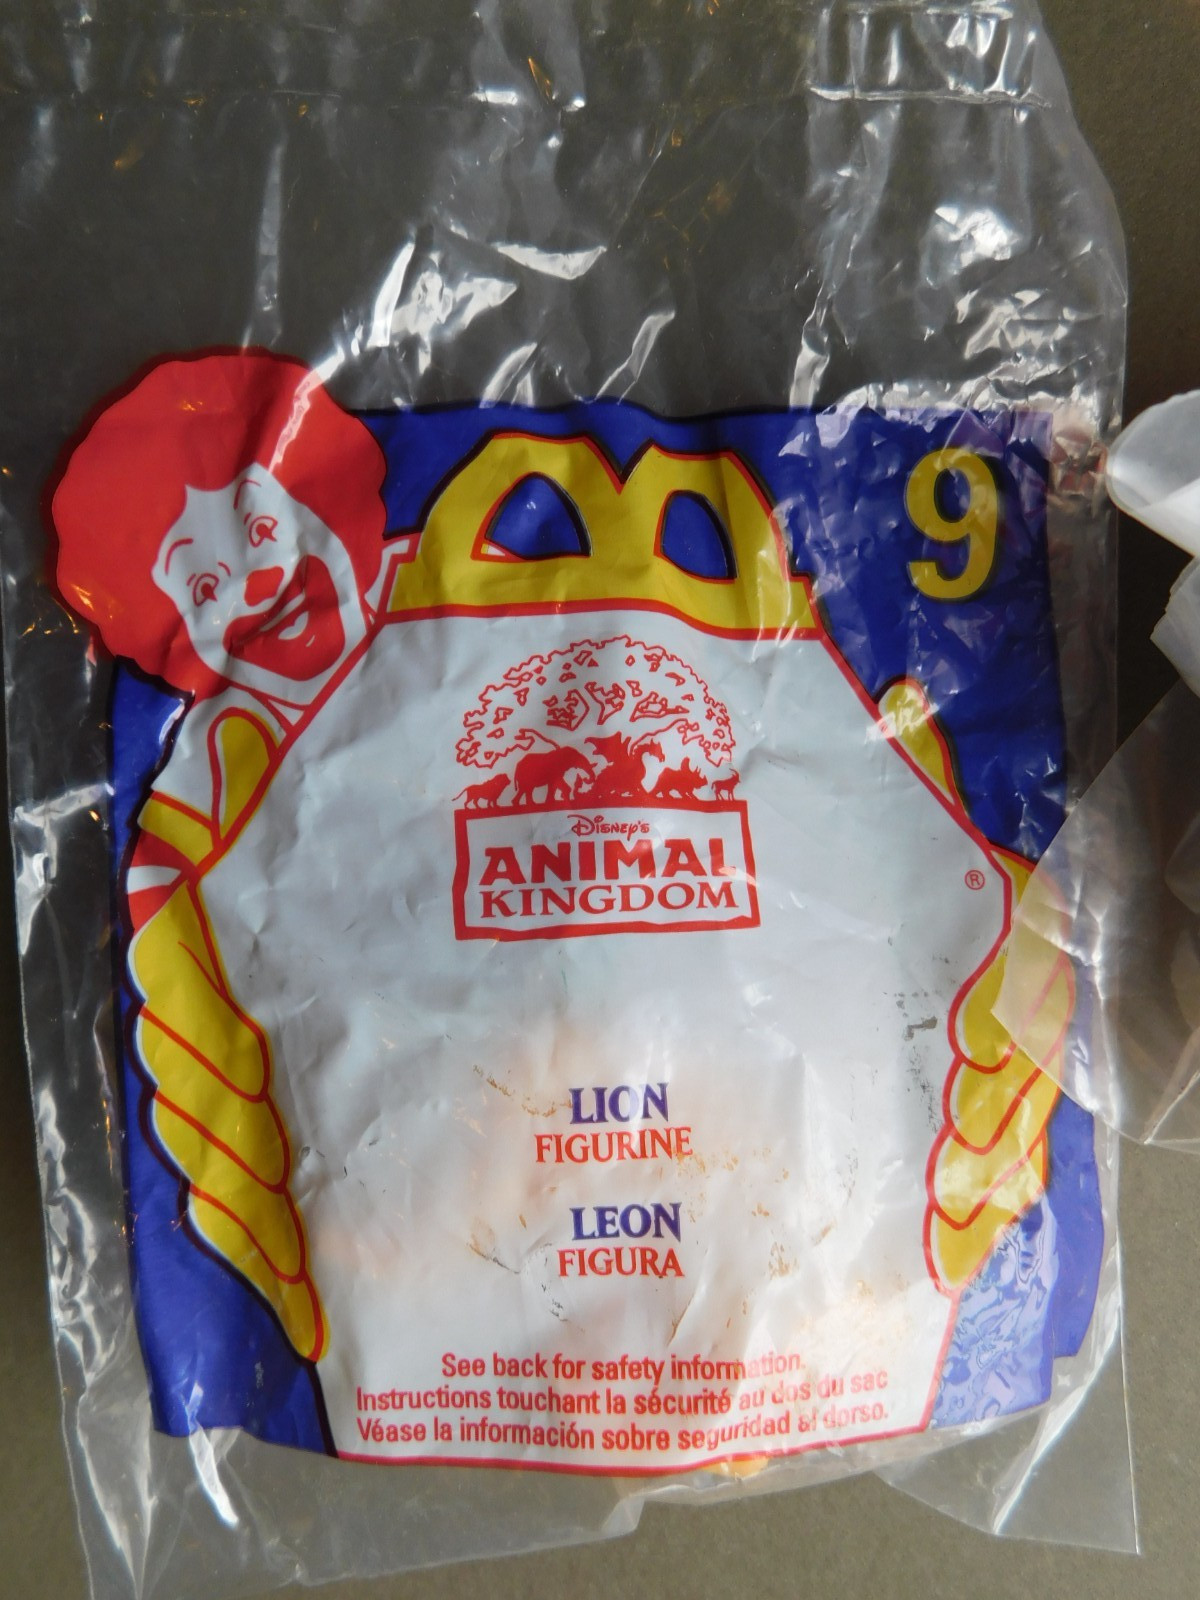 9
DISNEY'S
ANIMAL
KINGDOM
®
LION
FIGURINE
LEON
FIGURA
See back for safety information.
Instructions touchant la sécurité au dos du sac
Véase la información sobre seguridad al dorso.